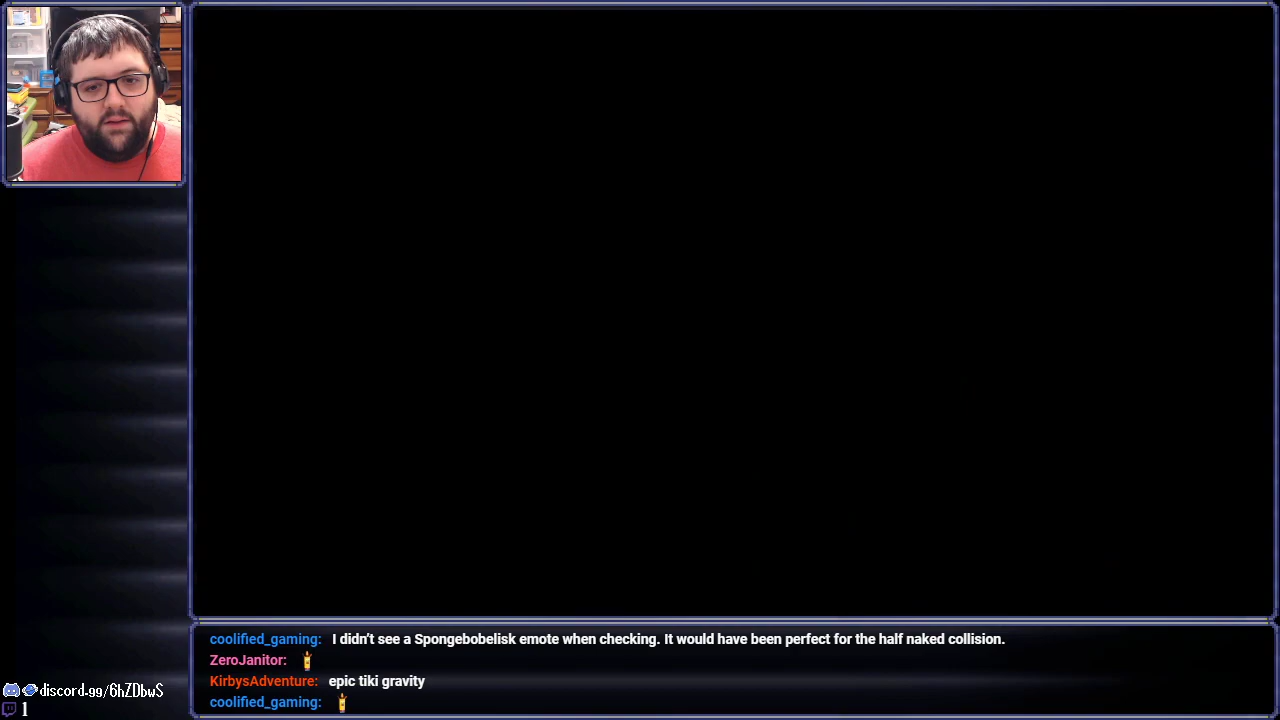 coolified_gaming: I didn't see a Spongebobelisk emote when checking. It would have been perfect for the half naked collision.
ZeroJanitor:
KirbysAdventure: epic tiki gravity
coolified_gaming:
discord.gg/6hZDbwS
1